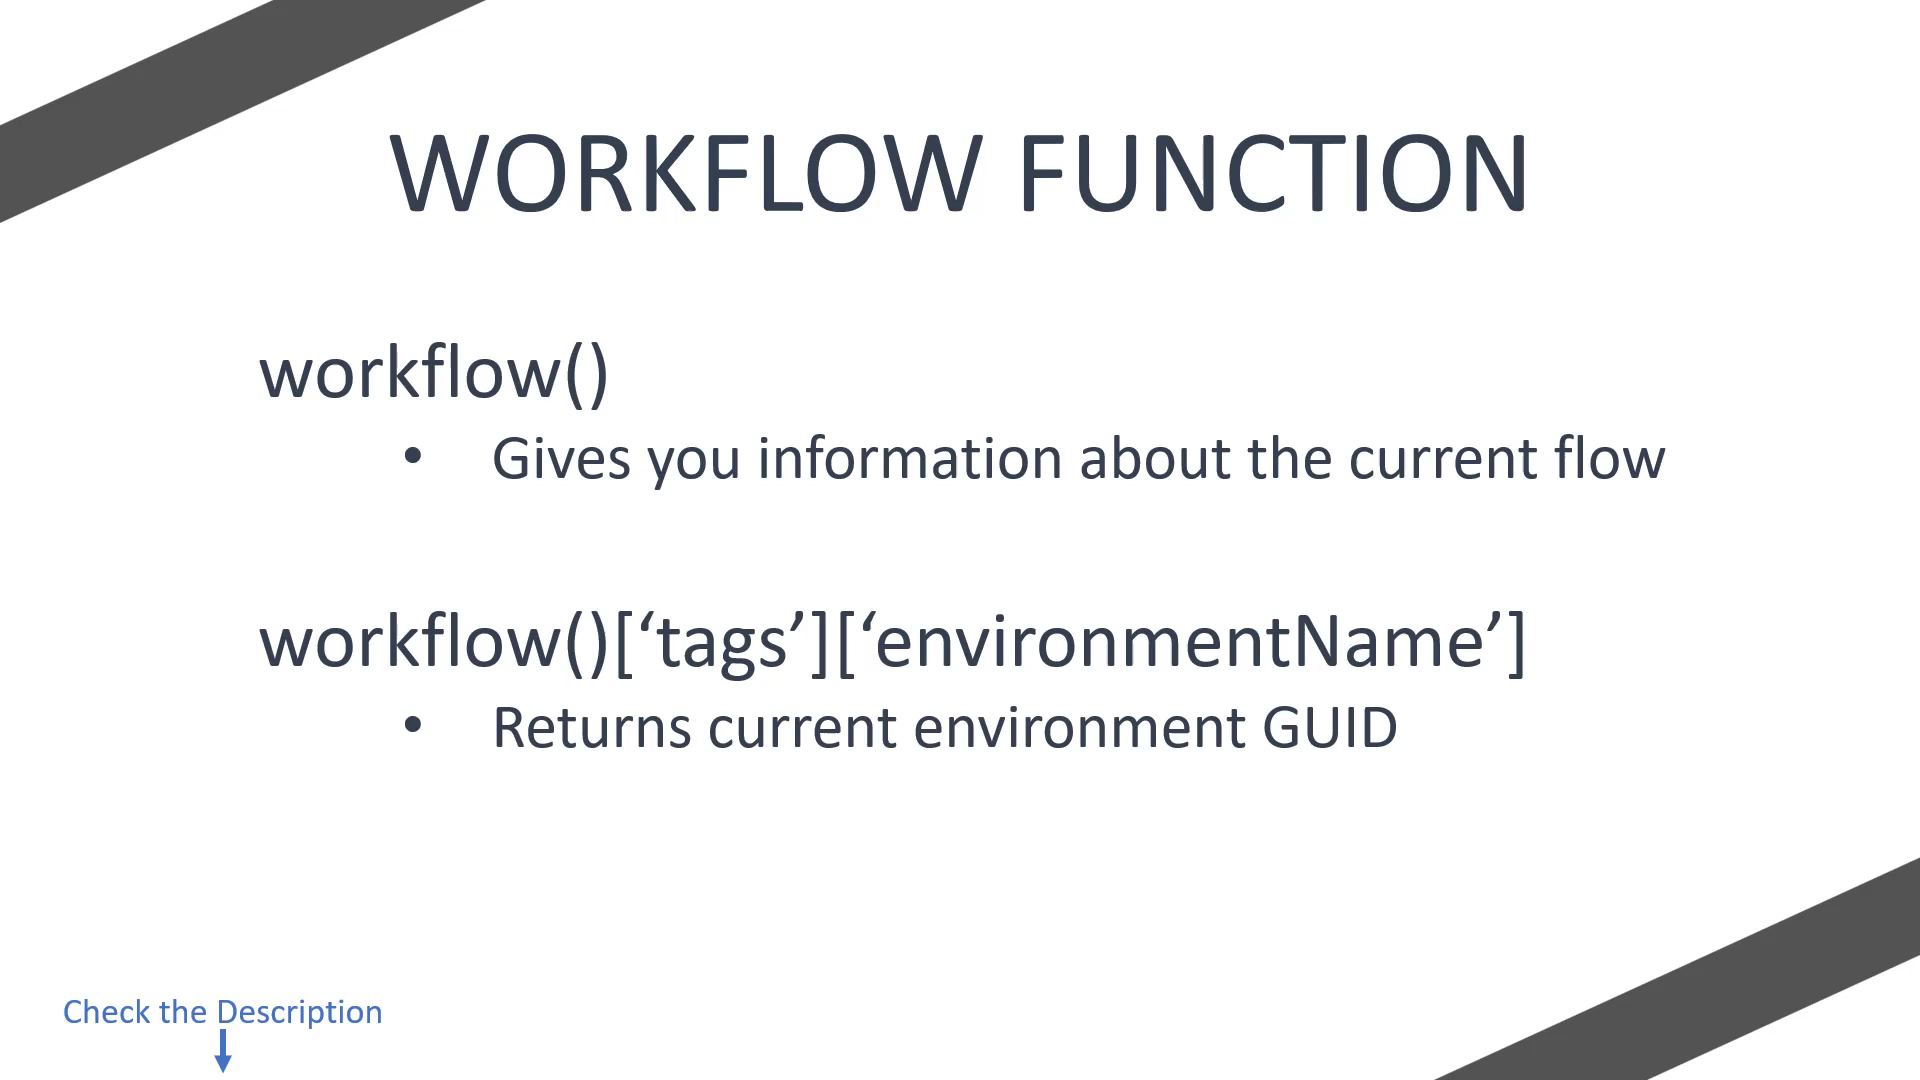 WORKFLOW FUNCTION
workflow()
• Gives you information about the current flow
workflow()[‘tags’][‘environmentName’]
• Returns current environment GUID
Check the Description